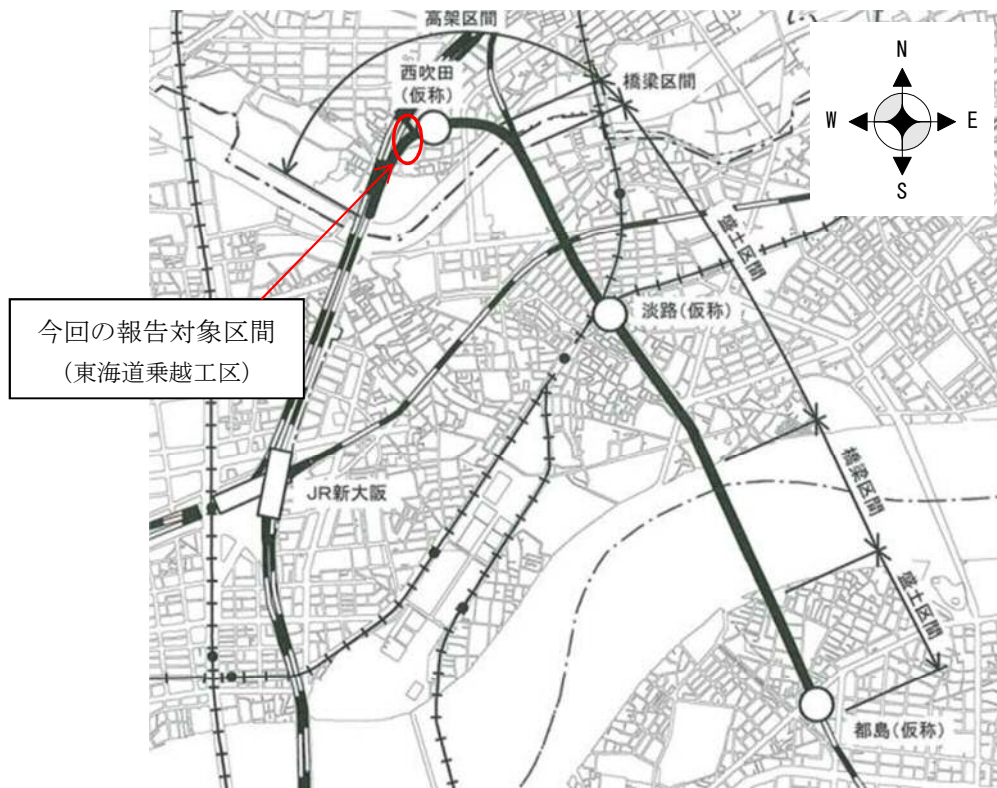 高架区間
西吹田
(仮称)
橋梁区間
N
W
E
S
盛土区間
淡路(仮称)
今回の報告対象区間
(東海道乗越工区)
JR新大阪
橋梁区間
盛土区間
都島(仮称)